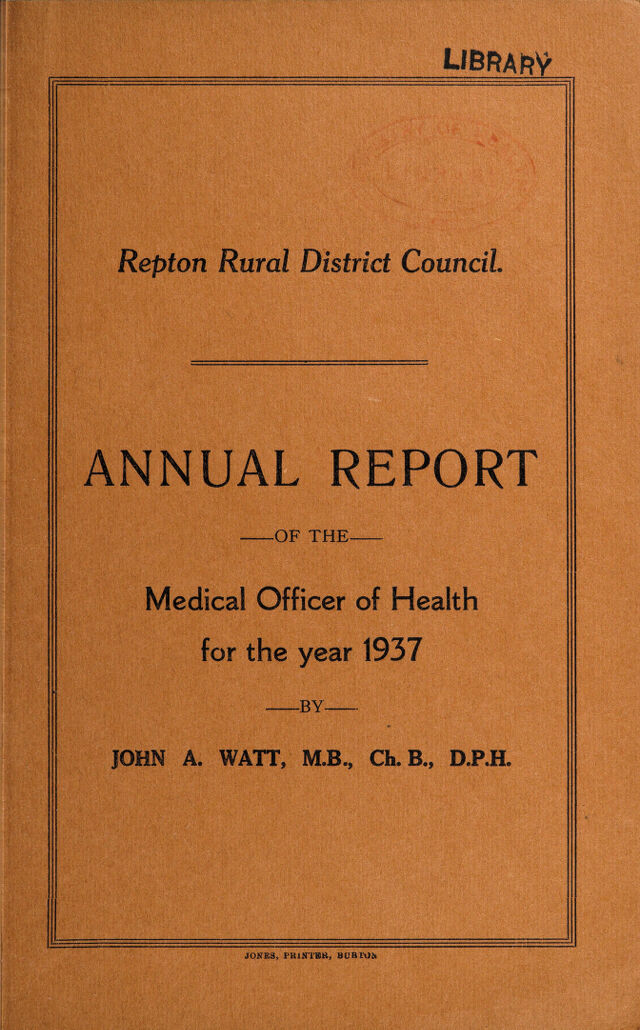 LIBRARY
Repton Rural District Council.
ANNUAL REPORT
—OF THE—
Medical Officer of Health
for the year 1937
—BY—
JOHN A. WATT, M.B., Ch. B., D.P.H.
JONES, PRINTER, BURTON